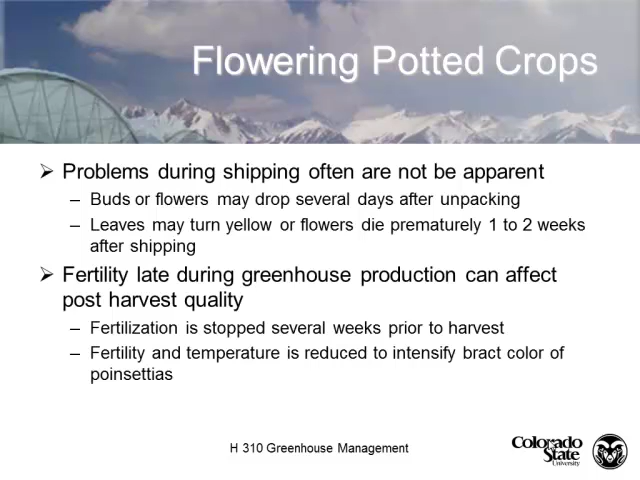 Flowering Potted Crops
➢ Problems during shipping often are not be apparent
– Buds or flowers may drop several days after unpacking
– Leaves may turn yellow or flowers die prematurely 1 to 2 weeks
after shipping
➢ Fertility late during greenhouse production can affect
post harvest quality
– Fertilization is stopped several weeks prior to harvest
– Fertility and temperature is reduced to intensify bract color of
poinsettias
H 310 Greenhouse Management
Colorado
State
University